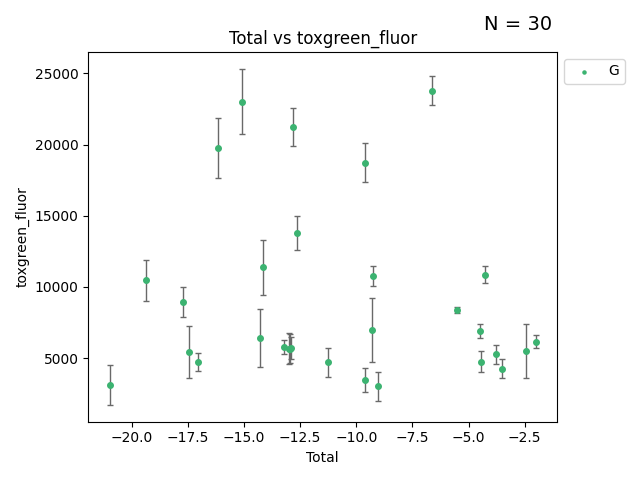 N = 30
Total vs toxgreen_fluor
G
25000
20000
15000
10000
5000
toxgreen_fluor
−20.0 −17.5 −15.0 −12.5 −10.0 −7.5 −5.0 −2.5
Total